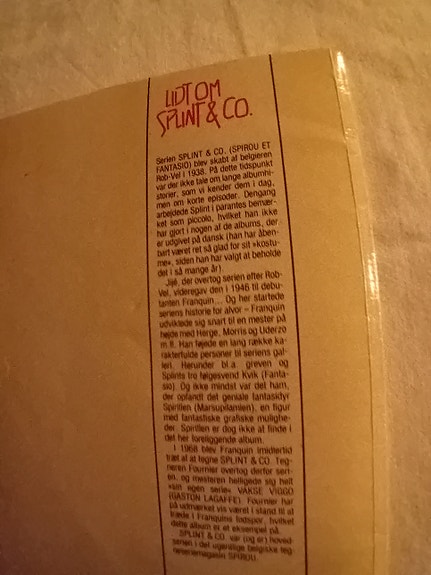 LIDT OM
SPLINT & CO.
Serien SPLINT & CO. (SPIROU ET
FANTASIO) blev skabt af belgieren
Rob-Vel i 1938. På dette tidspunkt
var der ikke tale om lange albumhi-
storier, som vi kender dem i dag,
men om korte episoder. Dengang
arbejdede Splint i parantes bemær-
ket som piccolo, hvilket han ikke
har gjort i nogen af de albums, der
er udgivet på dansk (han har åben-
bart været ret så glad for sit »kostu-
me«, siden han har valgt at beholde
det i så mange år).
Jijé, der overtog serien efter Rob-
Vel, videregav den i 1946 til debu-
tanten Franquin... Og her startede
seriens historie for alvor – Franquin
udviklede sig snart til en mester på
højde med Hergé, Morris og Uderzo
m.fl. Han føjede en lang række ka-
rakterfulde personer til seriens gal-
leri. Herunder bl.a. greven og
Splints tro følgesvend Kvik (Fanta-
sio). Og ikke mindst var det ham,
der opfandt det geniale fantasidyr
Spirillen (Marsupilamien), en figur
med fantastiske grafiske mulighe-
der. Spirillen er dog ikke at finde i
det her foreliggende album.
I 1968 blev Franquin imidlertid
træt af at tegne SPLINT & CO. Teg-
neren Fournier overtog derfor seri-
en, og mesteren helligede sig helt
»sin egen serie« VAKSE VIGGO
(GASTON LAGAFFE). Fournier har
på udmærket vis været i stand til at
træde i Franquins fodspor, hvilket
dette album er et eksempel på.
SPLINT & CO. var (og er) hoved-
serien i det ugentlige belgiske teg-
neseriemagasin SPIROU.